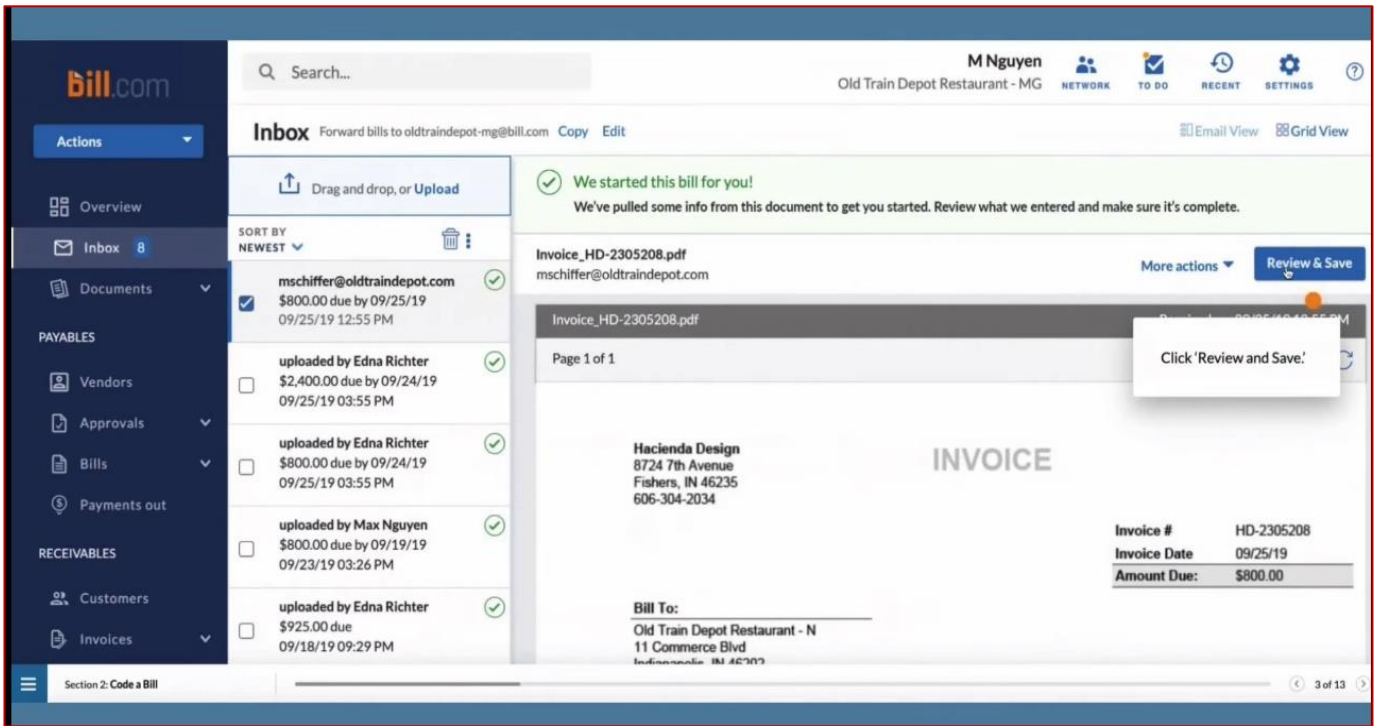 bill.com
Actions
Overview
Inbox 8
Documents
PAYABLES
Vendors
Approvals
Bills
Payments out
RECEIVABLES
Customers
Invoices
Search...
M Nguyen
Old Train Depot Restaurant - MG
NETWORK
TO DO
RECENT
SETTINGS
?
Inbox Forward bills to oldtraindepot-mg@bill.com Copy Edit
Email View Grid View
Drag and drop, or Upload
SORT BY
NEWEST
mschiffer@oldtraindepot.com
$800.00 due by 09/25/19
09/25/19 12:55 PM
uploaded by Edna Richter
$2,400.00 due by 09/24/19
09/25/19 03:55 PM
uploaded by Edna Richter
$800.00 due by 09/24/19
09/25/19 03:55 PM
uploaded by Max Nguyen
$800.00 due by 09/19/19
09/23/19 03:26 PM
uploaded by Edna Richter
$925.00 due
09/18/19 09:29 PM
We started this bill for you!
We've pulled some info from this document to get you started. Review what we entered and make sure it's complete.
Invoice_HD-2305208.pdf
mschiffer@oldtraindepot.com
More actions
Review & Save
Invoice_HD-2305208.pdf
Page 1 of 1
Click 'Review and Save.'
Hacienda Design
8724 7th Avenue
Fishers, IN 46235
606-304-2034
INVOICE
Invoice # HD-2305208
Invoice Date 09/25/19
Amount Due: $800.00
Bill To:
Old Train Depot Restaurant - N
11 Commerce Blvd
Indianapolis, IN 46202
Section 2: Code a Bill
3 of 13